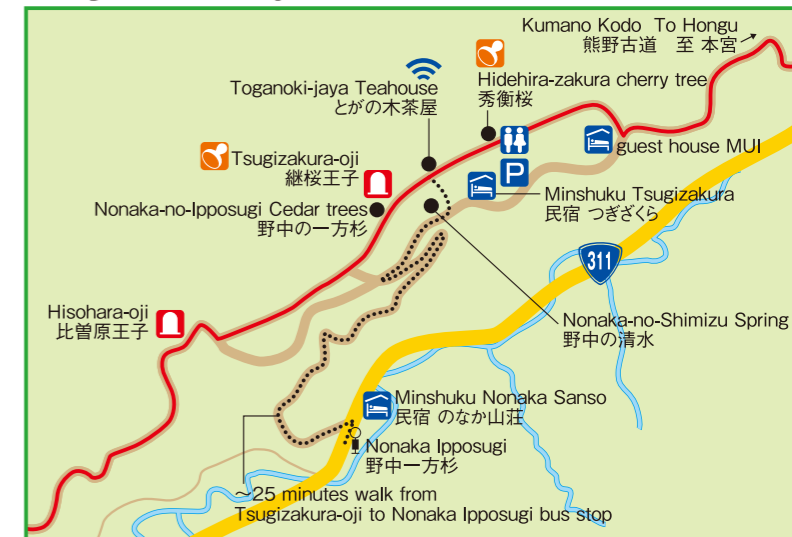 Kumano Kodo To Hongu
熊野古道 至 本宮
Toganoki-jaya Teahouse
とがの木茶屋
Hidehira-zakura cherry tree
秀衡桜
guest house MUI
Tsugizakura-oji
継桜王子
P
Minshuku Tsugizakura
民宿 つぎざくら
Nonaka-no-Ipposugi Cedar trees
野中の一方杉
311
Hisohara-oji
比曽原王子
Nonaka-no-Shimizu Spring
野中の清水
Minshuku Nonaka Sanso
民宿 のなか山荘
Nonaka Ipposugi
野中一方杉
~25 minutes walk from
Tsugizakura-oji to Nonaka Ipposugi bus stop